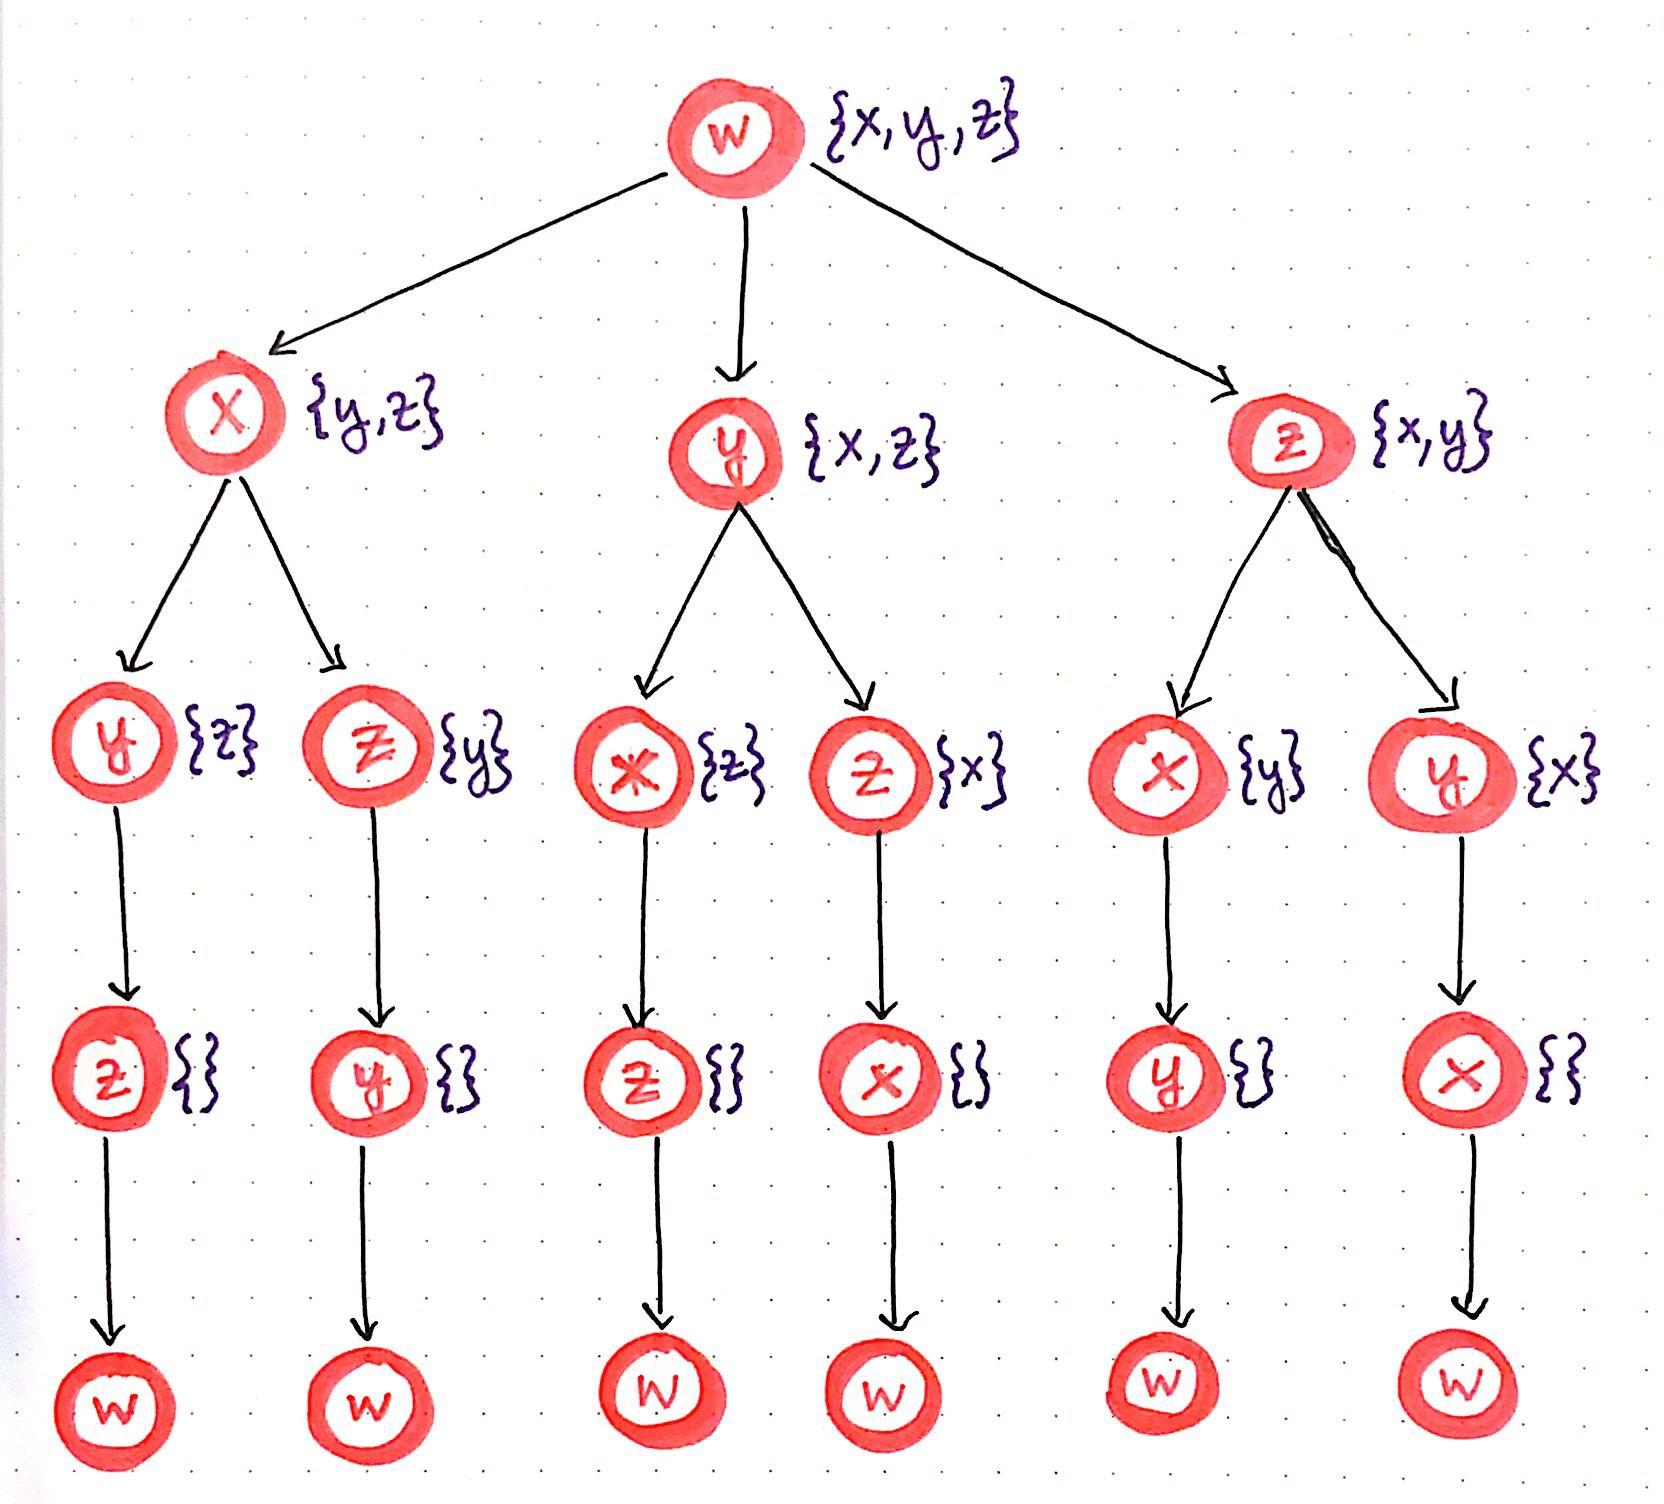 w {x,y,z}
x {y,z} y {x,z} z {x,y}
y {z} z {y} x {z} z {x} x {y} y {x}
z {} y {} z {} x {} y {} x {}
w w w w w w